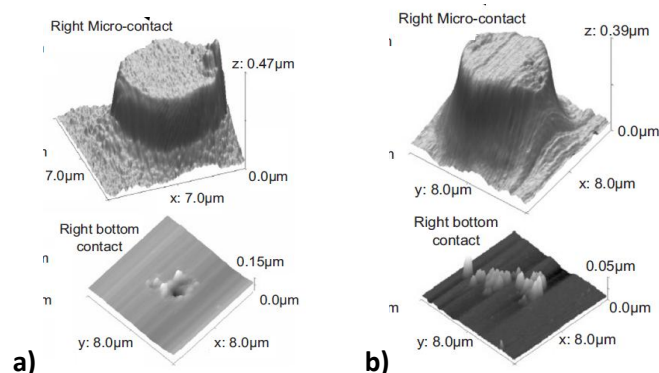 Right Micro-contact
z: 0.47µm
0.0µm
7.0µm
x: 7.0µm
Right bottom
contact
0.15µm
0.0µm
y: 8.0µm
x: 8.0µm
a)
Right Micro-contact
z: 0.39µm
0.0µm
x: 8.0µm
y: 8.0µm
Right bottom
contact
0.05µm
0.0µm
y: 8.0µm
x: 8.0µm
b)